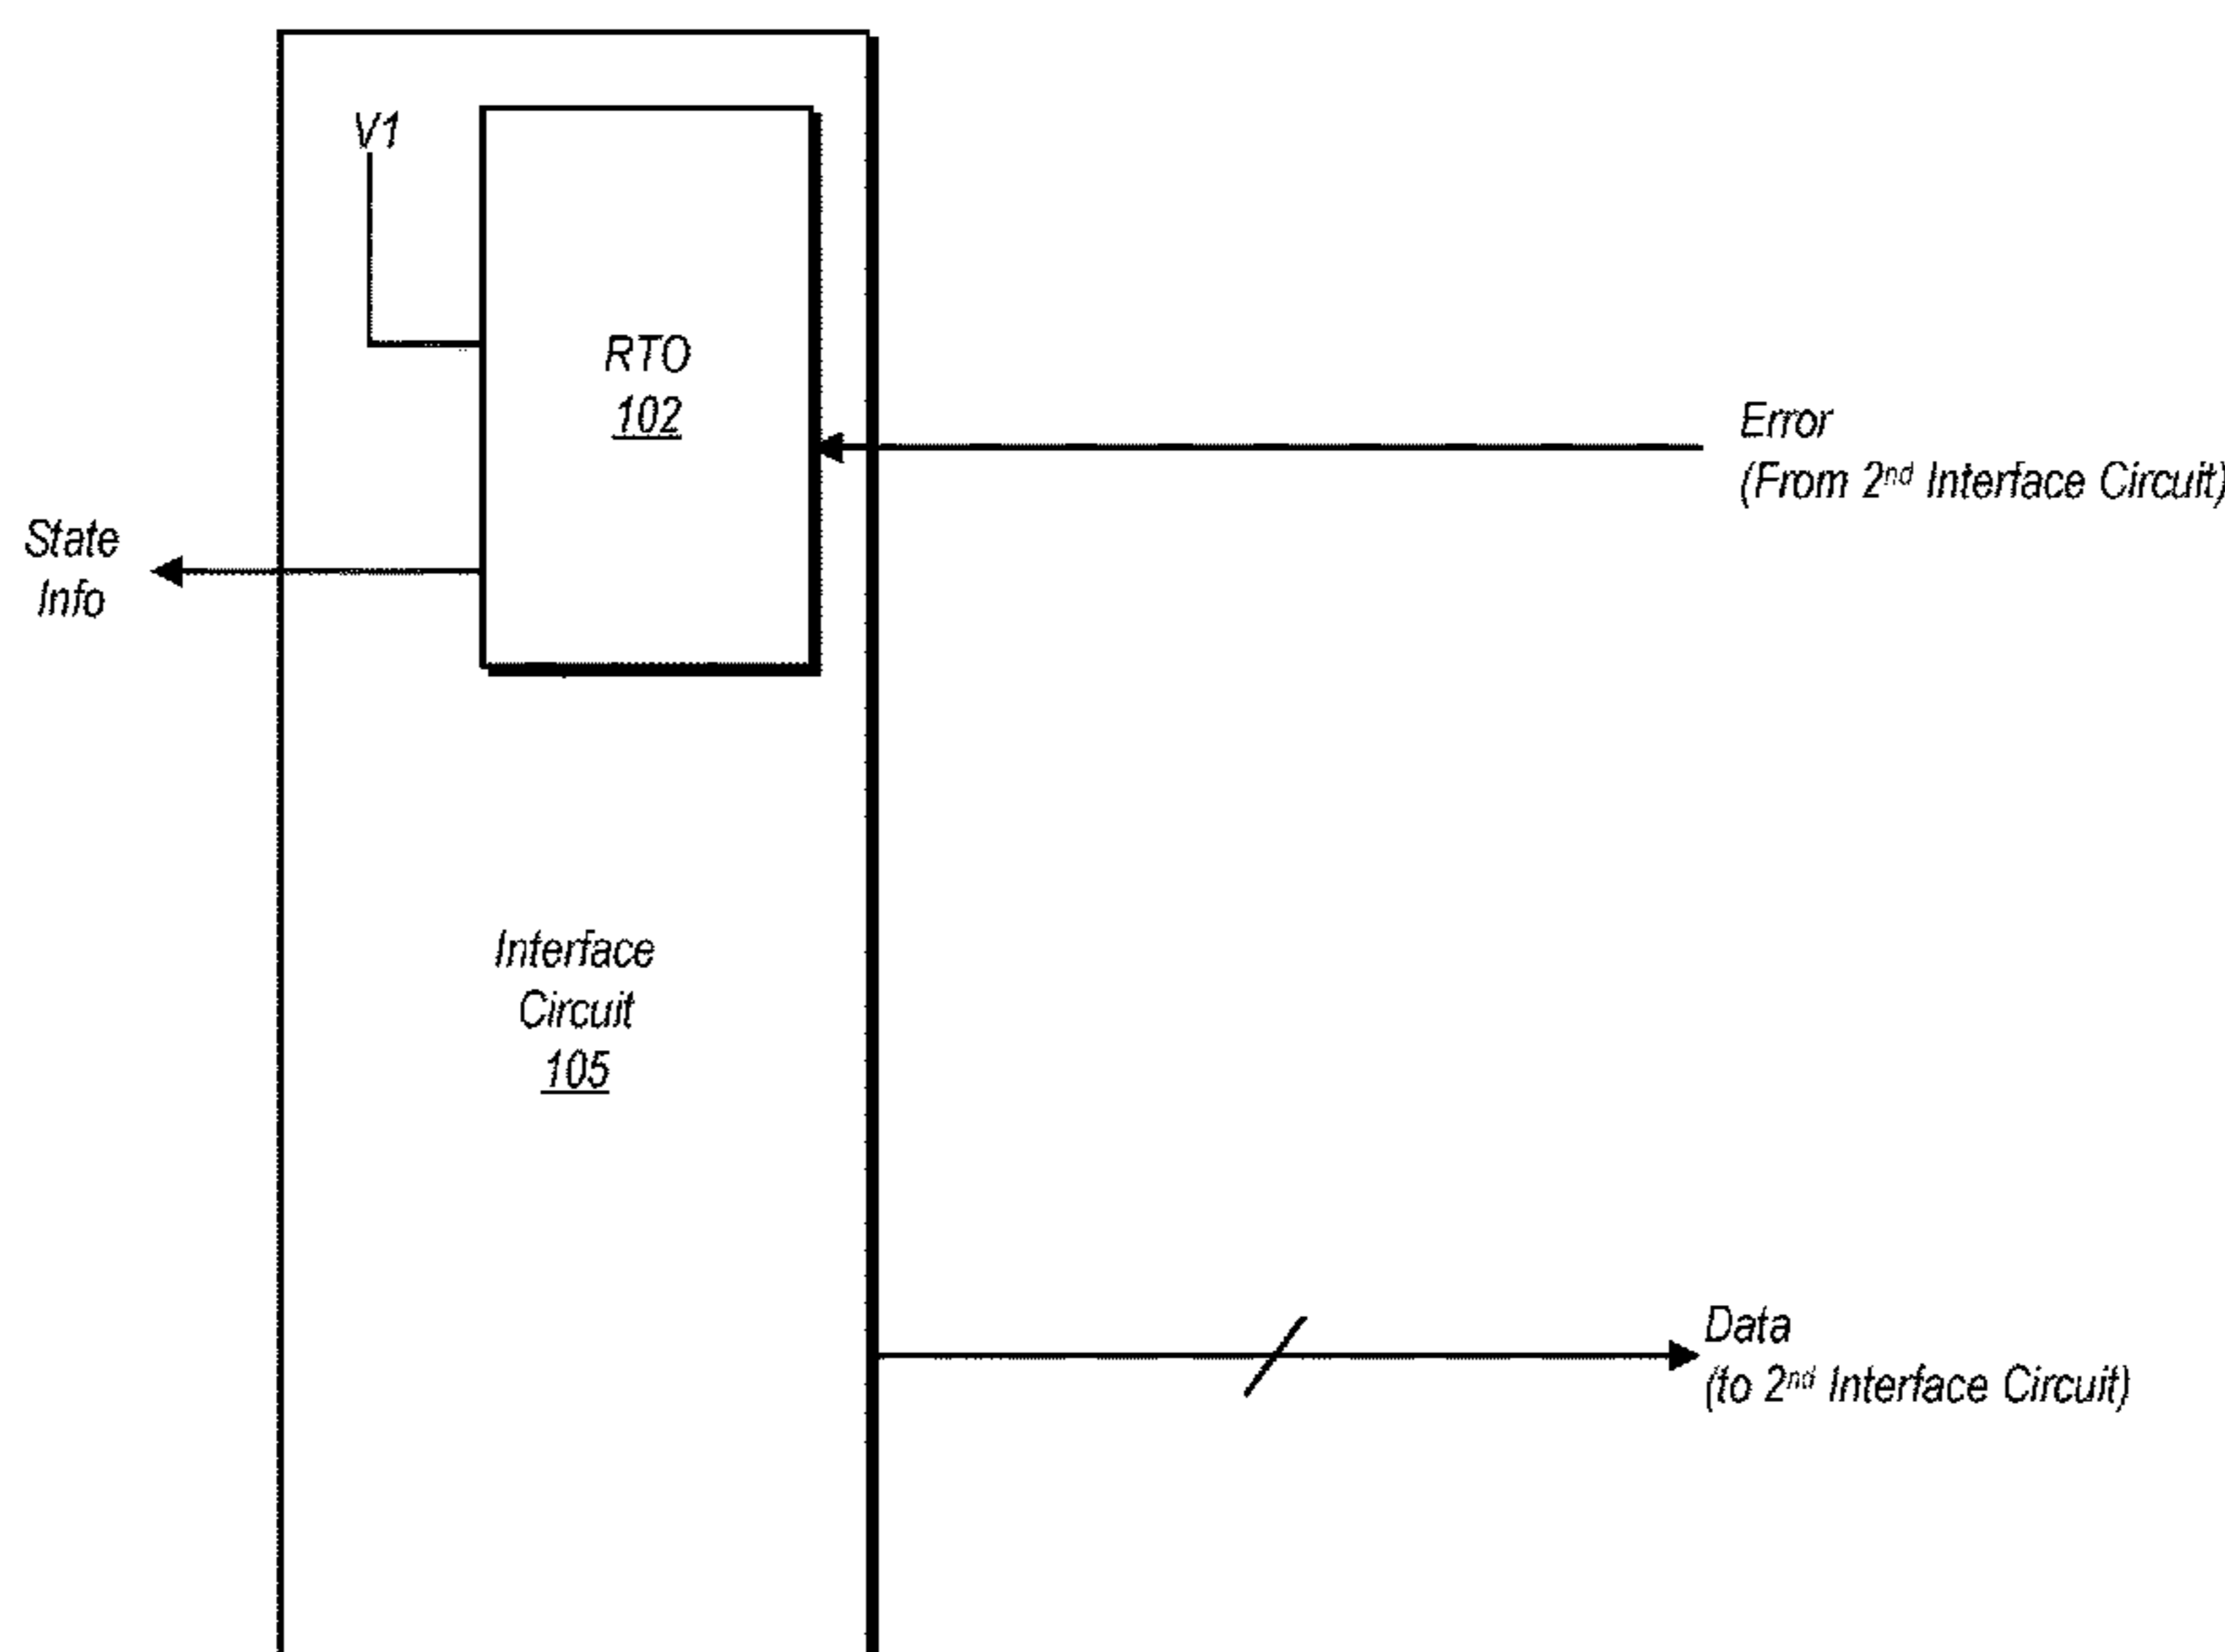 V1
RTO
102
Error
(From 2nd Interface Circuit)
State
Info
Interface
Circuit
105
Data
(to 2nd Interface Circuit)